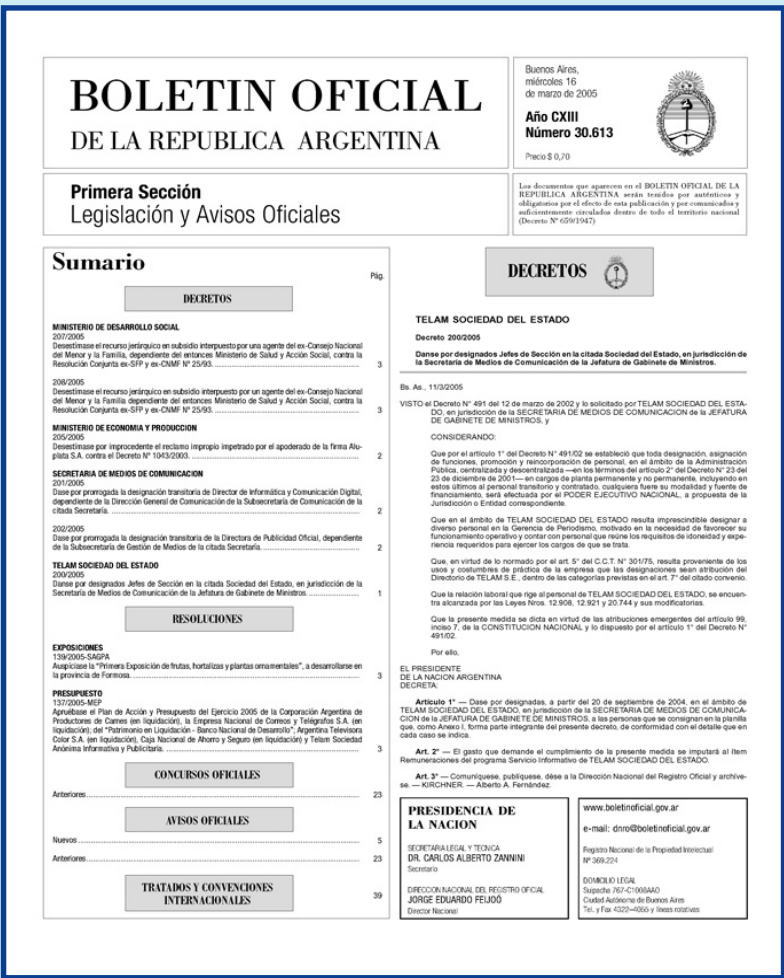 BOLETIN OFICIAL
DE LA REPUBLICA ARGENTINA
Buenos Aires,
miércoles 16
de marzo de 2005
Año CXIII
Número 30.613
Precio $ 0,70
Primera Sección
Legislación y Avisos Oficiales
Los documentos que aparecen en el BOLETIN OFICIAL DE LA
REPUBLICA ARGENTINA serán tenidos por auténticos y
obligatorios por el efecto de esta publicación y por comunicados y
suficientemente circulados dentro de todo el territorio nacional
(Decreto Nº 659/1947)
Sumario
Pág.
DECRETOS
MINISTERIO DE DESARROLLO SOCIAL
207/2005
Desestímase el recurso jerárquico en subsidio interpuesto por una agente del ex-Consejo Nacional
del Menor y la Familia, dependiente del entonces Ministerio de Salud y Acción Social, contra la
Resolución Conjunta ex-SFP y ex-CNMF Nº 25/93. 3
208/2005
Desestímase el recurso jerárquico en subsidio interpuesto por un agente del ex-Consejo Nacional
del Menor y la Familia dependiente del entonces Ministerio de Salud y Acción Social, contra la
Resolución Conjunta ex-SFP y ex-CNMF Nº 25/93. 3
MINISTERIO DE ECONOMIA Y PRODUCCION
205/2005
Desestímase por improcedente el reclamo impropio impetrado por el apoderado de la firma Alu-
plata S.A. contra el Decreto Nº 1043/2003. 2
SECRETARIA DE MEDIOS DE COMUNICACION
201/2005
Dase por prorrogada la designación transitoria de Director de Informática y Comunicación Digital,
dependiente de la Dirección General de Comunicación de la Subsecretaría de Comunicación de la
citada Secretaría. 2
202/2005
Dase por prorrogada la designación transitoria de la Directora de Publicidad Oficial, dependiente
de la Subsecretaría de Gestión de Medios de la citada Secretaría. 2
TELAM SOCIEDAD DEL ESTADO
200/2005
Danse por designados Jefes de Sección en la citada Sociedad del Estado, en jurisdicción de la
Secretaría de Medios de Comunicación de la Jefatura de Gabinete de Ministros. 1
RESOLUCIONES
EXPOSICIONES
139/2005-SAGPA
Auspíciase la "Primera Exposición de frutas, hortalizas y plantas ornamentales", a desarrollarse en
la provincia de Formosa. 3
PRESUPUESTO
137/2005-MEP
Apruébase el Plan de Acción y Presupuesto del Ejercicio 2005 de la Corporación Argentina de
Productores de Carnes (en liquidación), la Empresa Nacional de Correos y Telégrafos S.A. (en
liquidación); del "Patrimonio en Liquidación - Banco Nacional de Desarrollo"; Argentina Televisora
Color S.A. (en liquidación), Caja Nacional de Ahorro y Seguro (en liquidación) y Telam Sociedad
Anónima Informativa y Publicitaria. 3
CONCURSOS OFICIALES
Anteriores 23
AVISOS OFICIALES
Nuevos 5
Anteriores 23
TRATADOS Y CONVENCIONES
INTERNACIONALES 39
DECRETOS
TELAM SOCIEDAD DEL ESTADO
Decreto 200/2005
Danse por designados Jefes de Sección en la citada Sociedad del Estado, en jurisdicción de
la Secretaría de Medios de Comunicación de la Jefatura de Gabinete de Ministros.
Bs. As., 11/3/2005
VISTO el Decreto N° 491 del 12 de marzo de 2002 y lo solicitado por TELAM SOCIEDAD DEL ESTA-
DO, en jurisdicción de la SECRETARIA DE MEDIOS DE COMUNICACION de la JEFATURA
DE GABINETE DE MINISTROS, y
CONSIDERANDO:
Que por el artículo 1° del Decreto N° 491/02 se estableció que toda designación, asignación
de funciones, promoción y reincorporación de personal, en el ámbito de la Administración
Pública, centralizada y descentralizada —en los términos del artículo 2° del Decreto N° 23 del
23 de diciembre de 2001— en cargos de planta permanente y no permanente, incluyendo en
estos últimos al personal transitorio y contratado, cualquiera fuere su modalidad y fuente de
financiamiento, será efectuada por el PODER EJECUTIVO NACIONAL, a propuesta de la
Jurisdicción o Entidad correspondiente.
Que en el ámbito de TELAM SOCIEDAD DEL ESTADO resulta imprescindible designar a
diverso personal en la Gerencia de Periodismo, motivado en la necesidad de favorecer su
funcionamiento operativo y contar con personal que reúne los requisitos de idoneidad y expe-
riencia requeridos para ejercer los cargos de que se trata.
Que, en virtud de lo normado por el art. 5° del C.C.T. N° 301/75, resulta proveniente de los
usos y costumbres de práctica de la empresa que las designaciones sean atribución del
Directorio de TELAM S.E., dentro de las categorías previstas en el art. 7° del citado convenio.
Que la relación laboral que rige al personal de TELAM SOCIEDAD DEL ESTADO, se encuen-
tra alcanzada por las Leyes Nros. 12.908, 12.921 y 20.744 y sus modificatorias.
Que la presente medida se dicta en virtud de las atribuciones emergentes del artículo 99,
inciso 7, de la CONSTITUCION NACIONAL y lo dispuesto por el artículo 1° del Decreto N°
491/02.
Por ello,
EL PRESIDENTE
DE LA NACION ARGENTINA
DECRETA:
Artículo 1° — Dase por designadas, a partir del 20 de septiembre de 2004, en el ámbito de
TELAM SOCIEDAD DEL ESTADO, en jurisdicción de la SECRETARIA DE MEDIOS DE COMUNICA-
CION de la JEFATURA DE GABINETE DE MINISTROS, a las personas que se consignan en la planilla
que, como Anexo I, forma parte integrante del presente decreto, de conformidad con el detalle que en
cada caso se indica.
Art. 2° — El gasto que demande el cumplimiento de la presente medida se imputará al Item
Remuneraciones del programa Servicio Informativo de TELAM SOCIEDAD DEL ESTADO.
Art. 3° — Comuníquese, publíquese, dése a la Dirección Nacional del Registro Oficial y archíve-
se. — KIRCHNER. — Alberto A. Fernández.
PRESIDENCIA DE
LA NACION
SECRETARIA LEGAL Y TECNICA
DR. CARLOS ALBERTO ZANNINI
Secretario
DIRECCION NACIONAL DEL REGISTRO OFICIAL
JORGE EDUARDO FEIJOÓ
Director Nacional
www.boletinoficial.gov.ar
e-mail: dnro@boletinoficial.gov.ar
Registro Nacional de la Propiedad Intelectual
Nº 369.224
DOMICILIO LEGAL
Suipacha 767-C1008AAO
Ciudad Autónoma de Buenos Aires
Tel. y Fax 4322-4055 y líneas rotativas